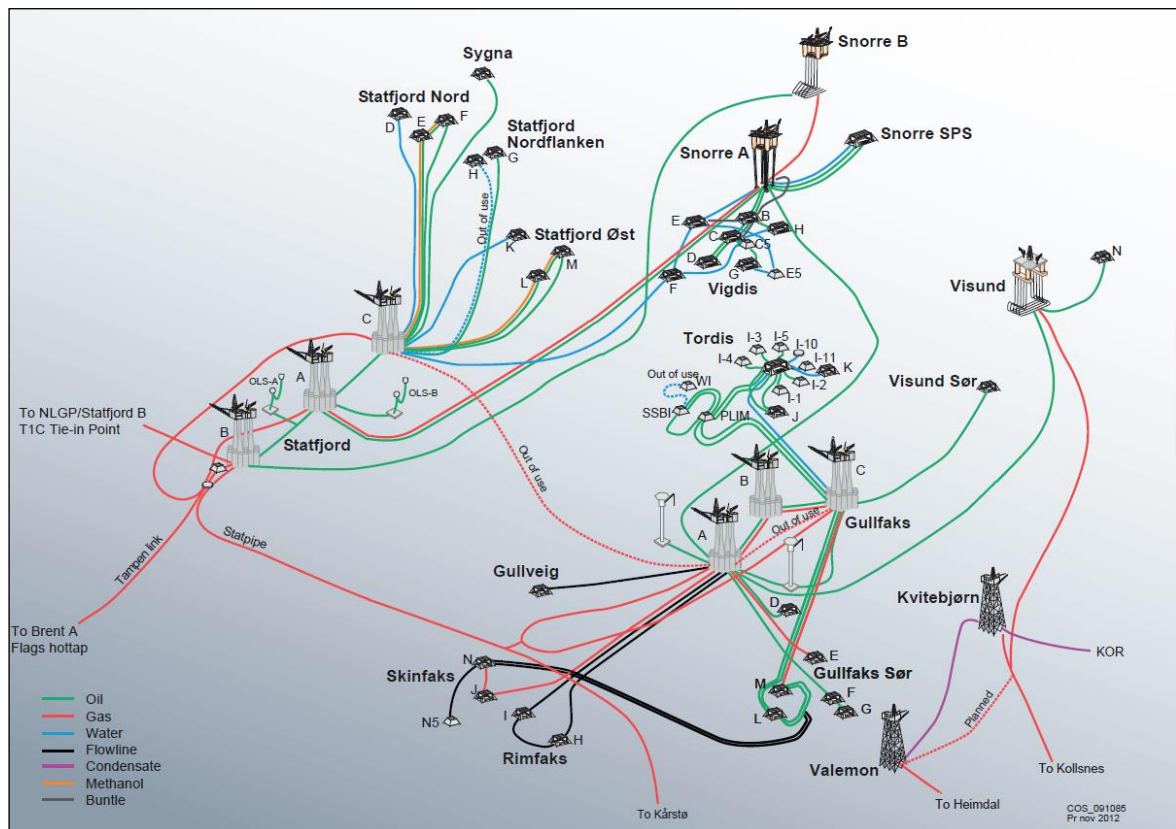 Snorre B
Sygna
Statfjord Nord
D
E
F
Statfjord
Nordflanken
H
G
Out of use
Snorre A
Snorre SPS
E
B
H
C
C5
D
G
E5
F
Vigdis
K
Statfjord Øst
M
L
N
Visund
C
A
OLS-A
OLS-B
B
Statfjord
To NLGP/Statfjord B
T1C Tie-in Point
Tordis
I-3
I-5
I-10
I-4
I-11
K
I-2
I-1
J
Out of use
WI
SSBI
PLIM
Visund Sør
Out of use
B
C
Gullfaks
Out of use
A
Statpipe
Tampen link
Gullveig
D
Kvitebjørn
To Brent A
Flags hottap
KOR
E
Gullfaks Sør
N
Skinfaks
J
M
F
G
L
N5
I
H
Rimfaks
Planned
Valemon
To Kollsnes
To Heimdal
To Kårstø
Oil
Gas
Water
Flowline
Condensate
Methanol
Buntle
COS_091085
Pr nov 2012